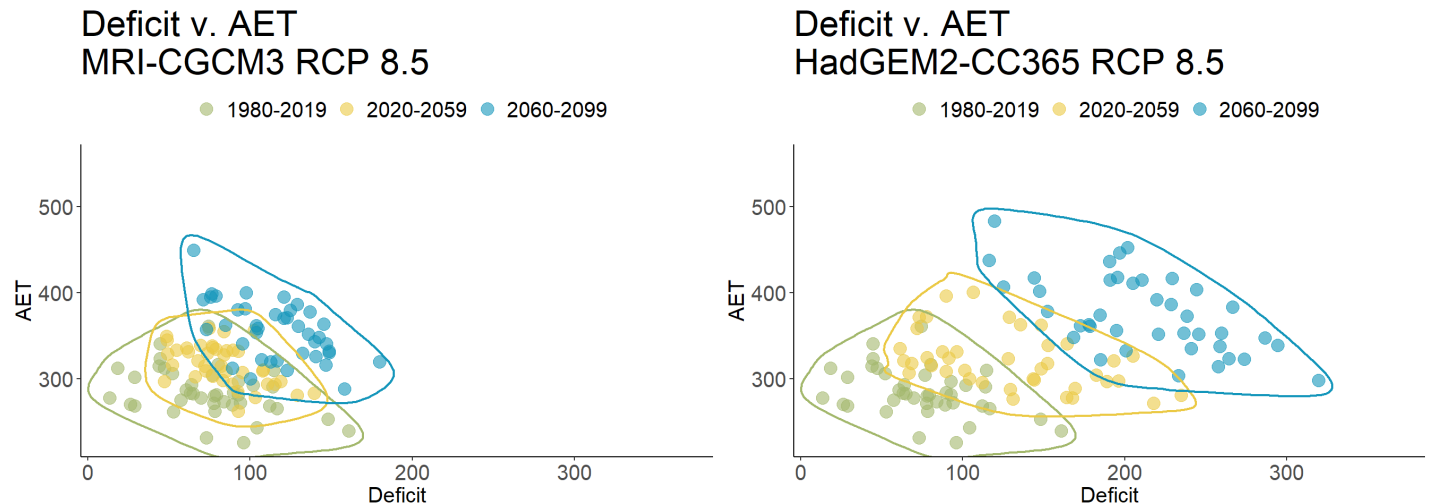 Deficit v. AET
MRI-CGCM3 RCP 8.5
1980-2019 2020-2059 2060-2099
500
400
300
AET
0 100 200 300
Deficit
Deficit v. AET
HadGEM2-CC365 RCP 8.5
1980-2019 2020-2059 2060-2099
500
400
300
AET
0 100 200 300
Deficit